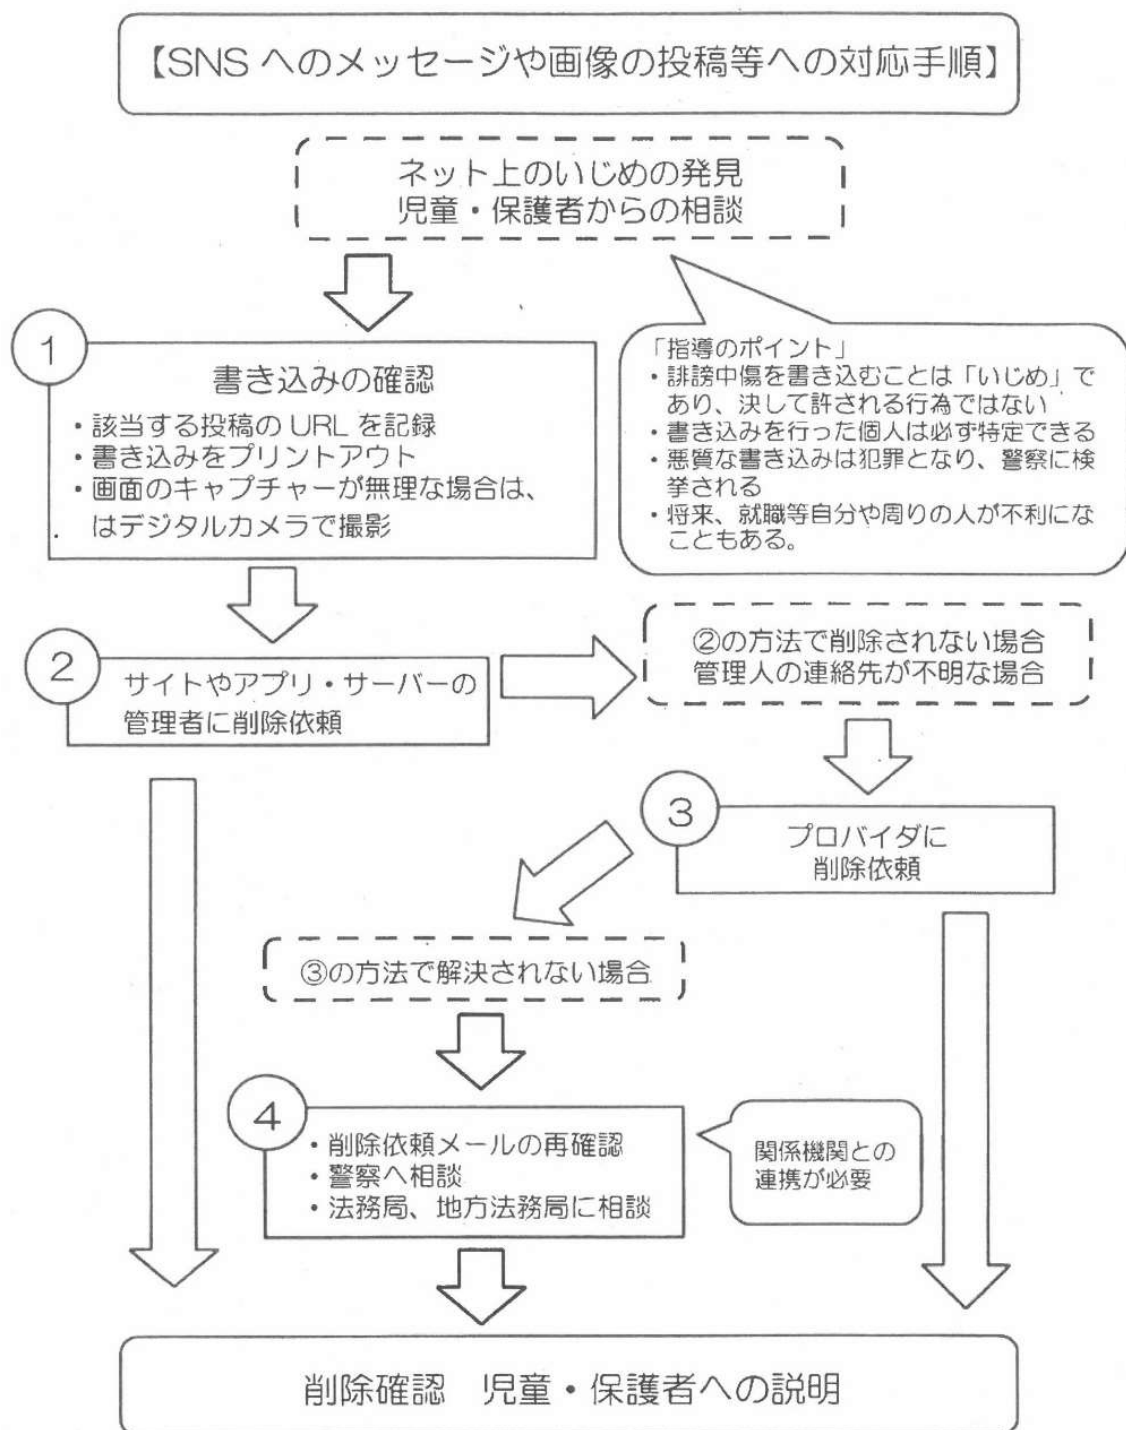 【SNS へのメッセージや画像の投稿等への対応手順】
ネット上のいじめの発見
児童・保護者からの相談
1
書き込みの確認
・該当する投稿の URL を記録
・書き込みをプリントアウト
・画面のキャプチャーが無理な場合は、
はデジタルカメラで撮影
「指導のポイント」
・誹謗中傷を書き込むことは「いじめ」で
あり、決して許される行為ではない
・書き込みを行った個人は必ず特定できる
・悪質な書き込みは犯罪となり、警察に検
挙される
・将来、就職等自分や周りの人が不利にな
こともある。
2
サイトやアプリ・サーバーの
管理者に削除依頼
②の方法で削除されない場合
管理人の連絡先が不明な場合
3
プロバイダに
削除依頼
③の方法で解決されない場合
4
・削除依頼メールの再確認
・警察へ相談
・法務局、地方法務局に相談
関係機関との
連携が必要
削除確認 児童・保護者への説明